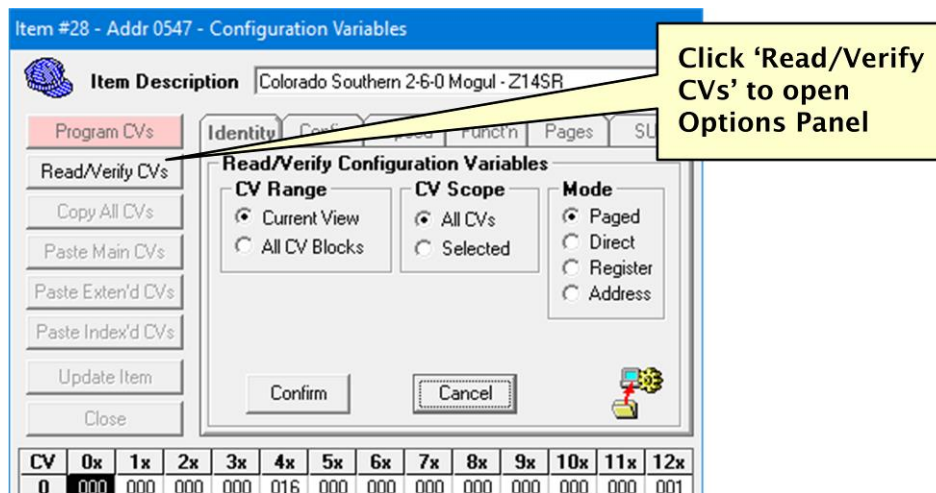 Item #28 - Addr 0547 - Configuration Variables
Click 'Read/Verify
CVs' to open
Options Panel
Item Description Colorado Southern 2-6-0 Mogul - Z14SR
Program CVs
Read/Verify CVs
Copy All CVs
Paste Main CVs
Paste Exten'd CVs
Paste Index'd CVs
Update Item
Close
Identity Funct'n Pages
Read/Verify Configuration Variables
CV Range CV Scope Mode
Current View All CVs Paged
All CV Blocks Selected Direct
Register
Address
Confirm Cancel
CV 0x 1x 2x 3x 4x 5x 6x 7x 8x 9x 10x 11x 12x
0 000 000 000 000 016 000 000 000 000 000 000 000 001